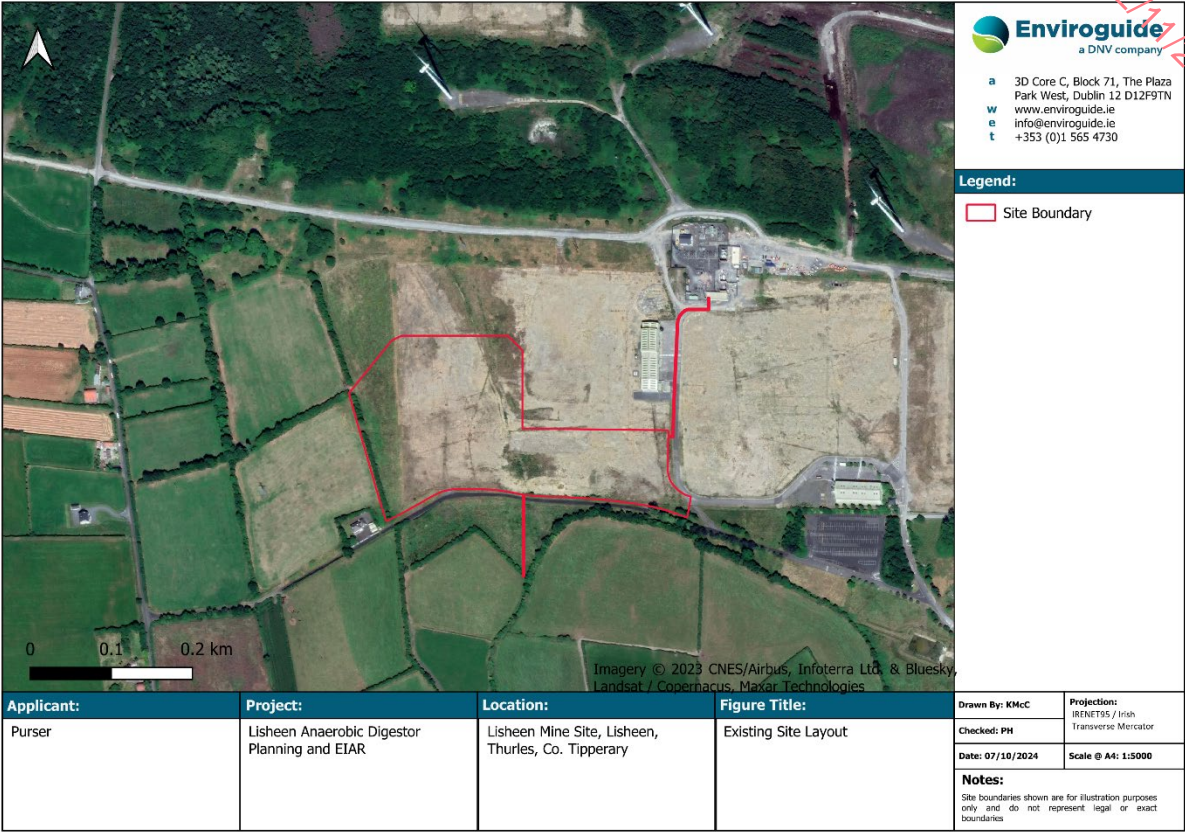 Enviroguide
a DNV company
a 3D Core C, Block 71, The Plaza
Park West, Dublin 12 D12F9TN
w www.enviroguide.ie
e info@enviroguide.ie
t +353 (0)1 565 4730
Legend:
Site Boundary
0 0.1 0.2 km
Imagery © 2023 CNES/Airbus, Infoterra Ltd. & Bluesky,
Landsat / Copernacus, Maxar Technologies
Applicant:
Purser
Project:
Lisheen Anaerobic Digestor
Planning and EIAR
Location:
Lisheen Mine Site, Lisheen,
Thurles, Co. Tipperary
Figure Title:
Existing Site Layout
Drawn By: KMcC
Checked: PH
Date: 07/10/2024
Projection:
IRENET95 / Irish
Transverse Mercator
Scale @ A4: 1:5000
Notes:
Site boundaries shown are for illustration purposes
only and do not represent legal or exact
boundaries